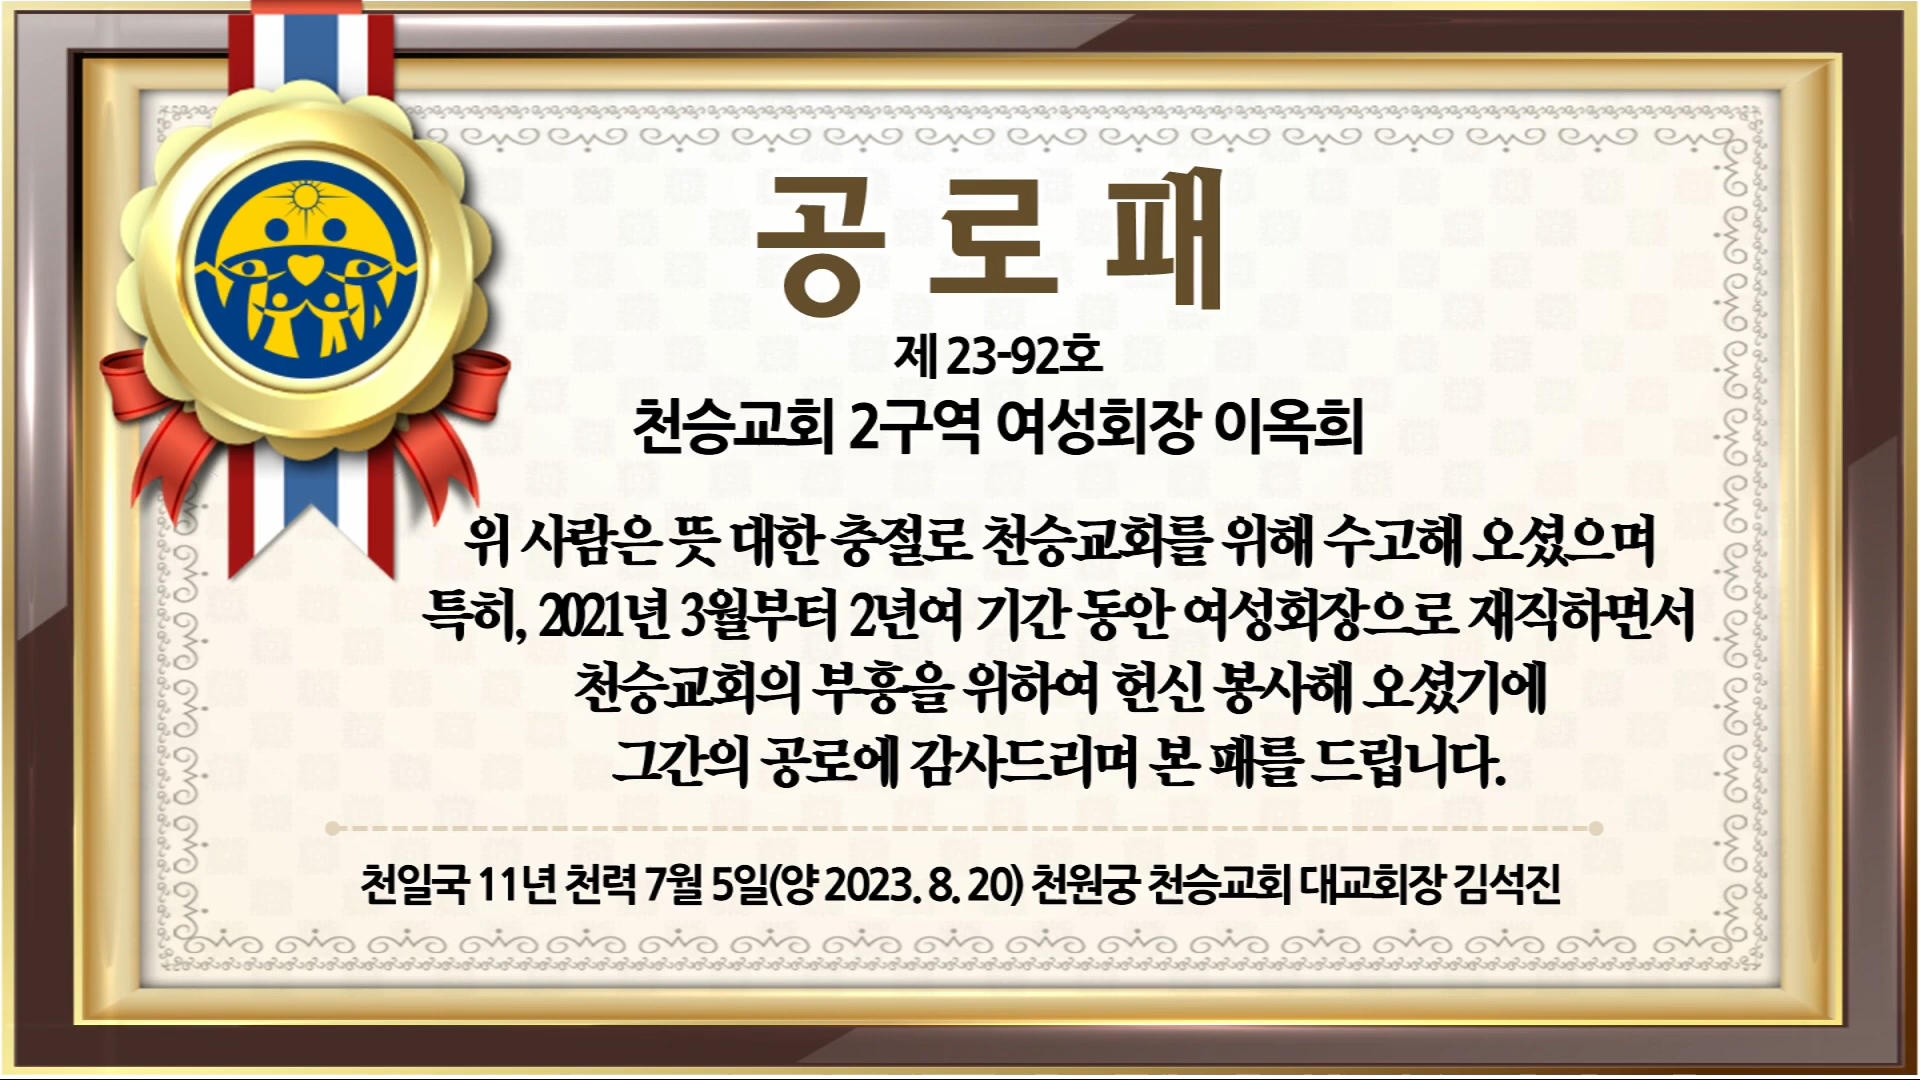 공로패
제 23-92호
천승교회 2구역 여성회장 이옥희
위 사람은 뜻 대한 충절로 천승교회를 위해 수고해 오셨으며
특히, 2021년 3월부터 2년여 기간 동안 여성회장으로 재직하면서
천승교회의 부흥을 위하여 헌신 봉사해 오셨기에
그간의 공로에 감사드리며 본 패를 드립니다.
천일국 11년 천력 7월 5일(양 2023. 8. 20) 천원궁 천승교회 대교회장 김석진